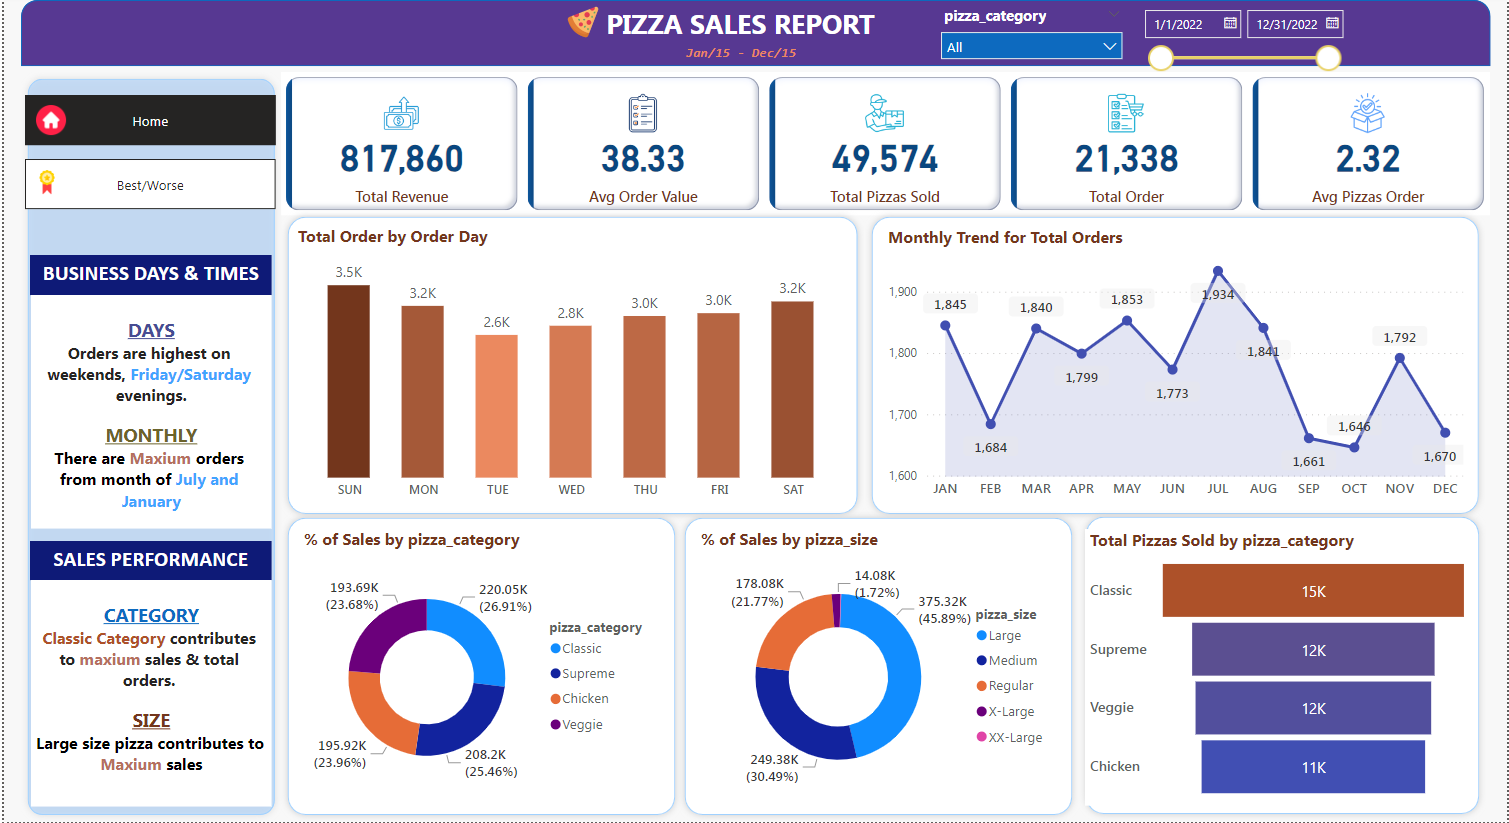 PIZZA SALES REPORT
Jan/15 - Dec/15
pizza_category
All
1/1/2022
12/31/2022
Home
Best/Worse
817,860
Total Revenue
38.33
Avg Order Value
49,574
Total Pizzas Sold
21,338
Total Order
2.32
Avg Pizzas Order
BUSINESS DAYS & TIMES
DAYS
Orders are highest on
weekends, Friday/Saturday
evenings.
MONTHLY
There are Maxium orders
from month of July and
January
SALES PERFORMANCE
CATEGORY
Classic Category contributes
to maxium sales & total
orders.
SIZE
Large size pizza contributes to
Maxium sales
Total Order by Order Day
3.5K
3.2K
2.6K
2.8K
3.0K
3.0K
3.2K
SUN MON TUE WED THU FRI SAT
Monthly Trend for Total Orders
1,900
1,800
1,700
1,600
1,845
1,684
1,840
1,799
1,853
1,773
1,934
1,841
1,661
1,646
1,792
1,670
JAN FEB MAR APR MAY JUN JUL AUG SEP OCT NOV DEC
% of Sales by pizza_category
193.69K
(23.68%)
220.05K
(26.91%)
195.92K
(23.96%)
208.2K
(25.46%)
pizza_category
Classic
Supreme
Chicken
Veggie
% of Sales by pizza_size
178.08K
(21.77%)
14.08K
(1.72%)
375.32K
(45.89%)
249.38K
(30.49%)
pizza_size
Large
Medium
Regular
X-Large
XX-Large
Total Pizzas Sold by pizza_category
Classic 15K
Supreme 12K
Veggie 12K
Chicken 11K